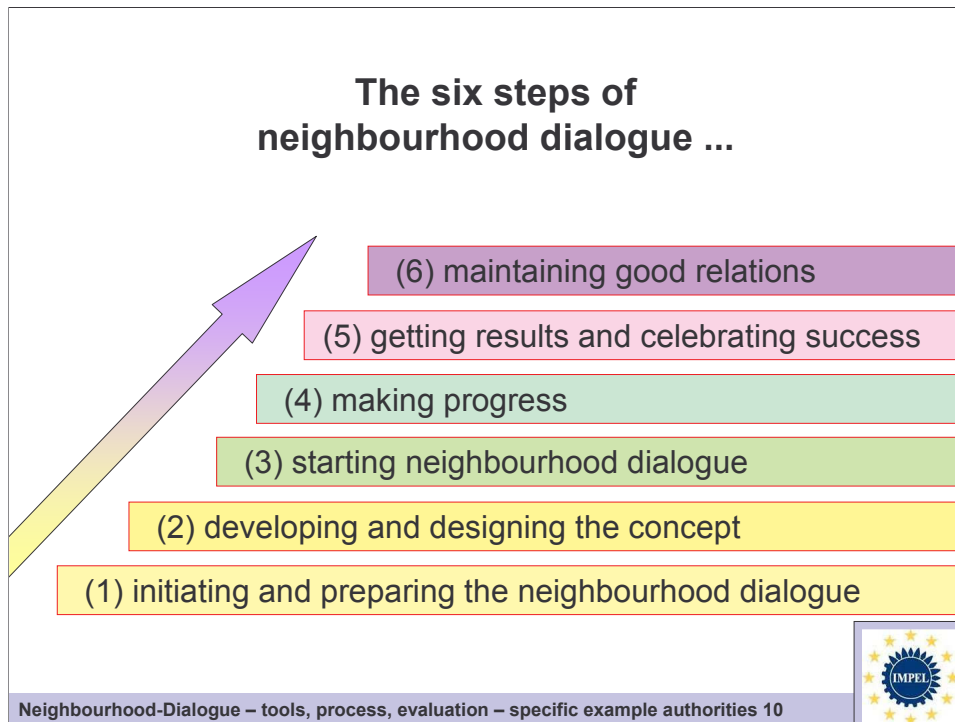 The six steps of
neighbourhood dialogue ...
(6) maintaining good relations
(5) getting results and celebrating success
(4) making progress
(3) starting neighbourhood dialogue
(2) developing and designing the concept
(1) initiating and preparing the neighbourhood dialogue
IMPEL
Neighbourhood-Dialogue – tools, process, evaluation – specific example authorities 10